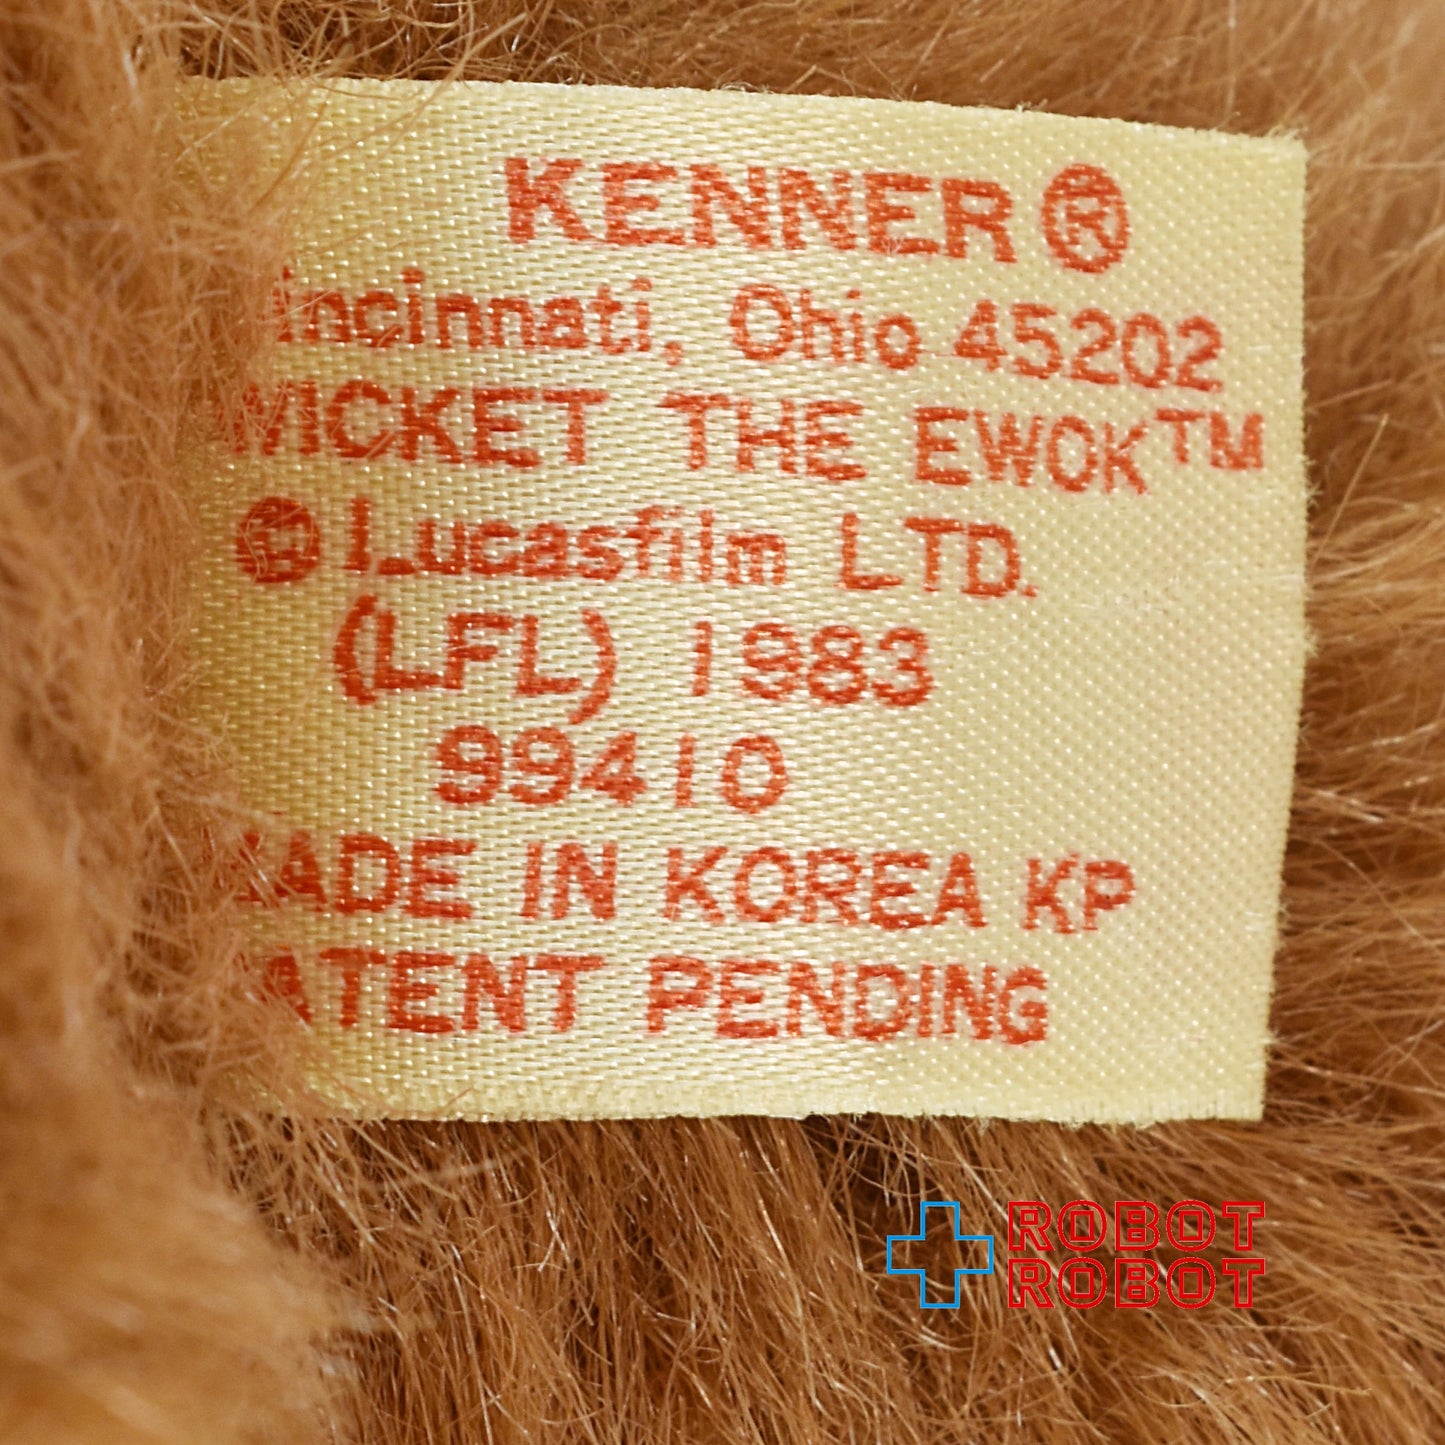 KENNER®
Cincinnati, Ohio 45202
WICKET THE EWOK™
© Lucasfilm LTD.
(LFL) 1983
99410
MADE IN KOREA KP
PATENT PENDING
ROBOT
ROBOT